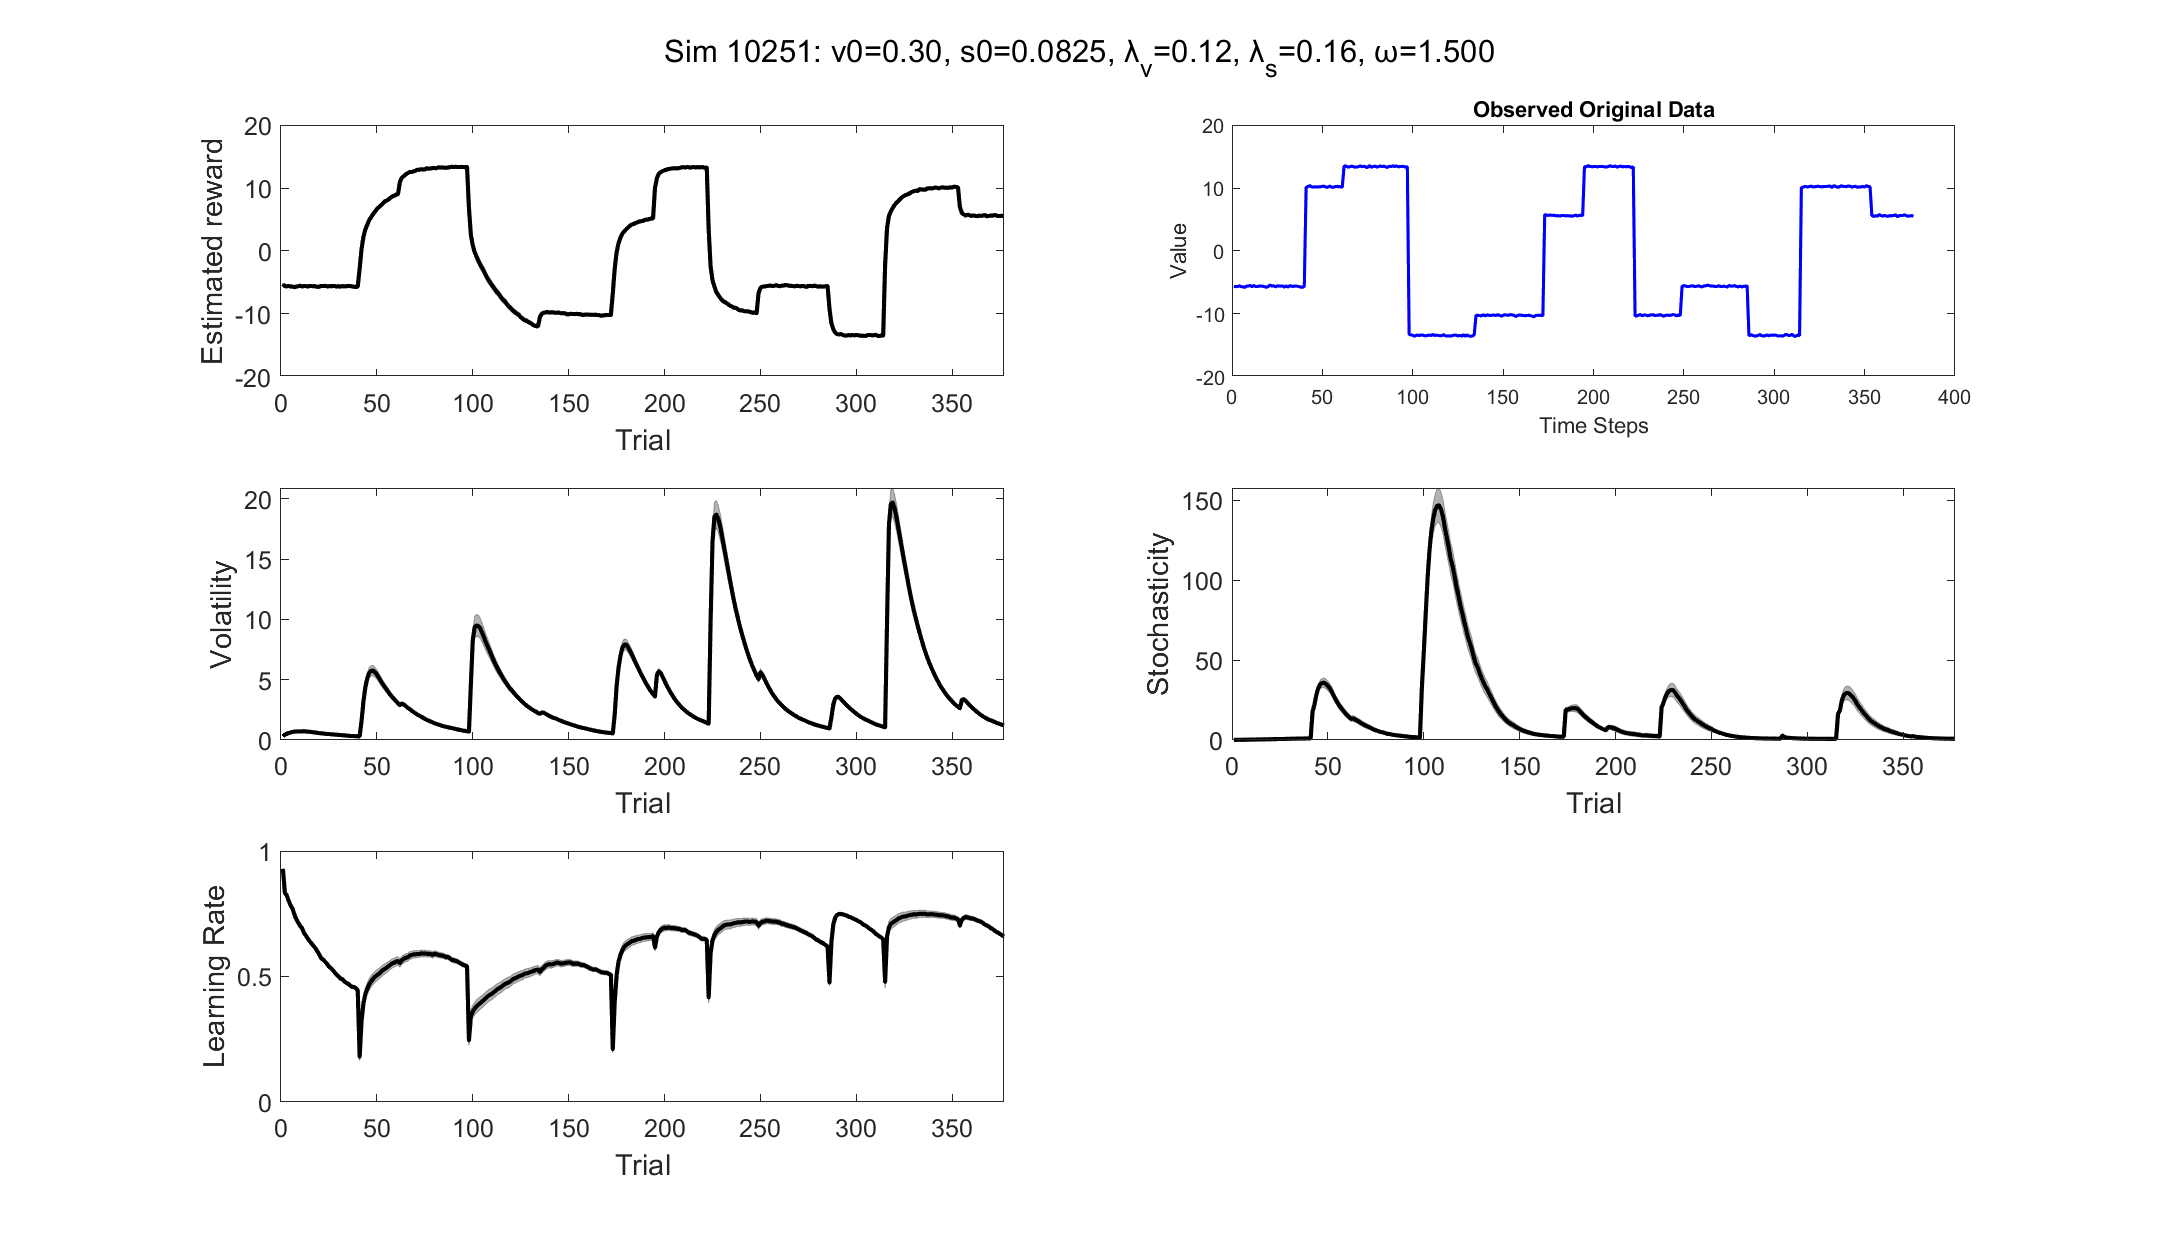 Sim 10251: v0=0.30, s0=0.0825, λv=0.12, λs=0.16, ω=1.500
Estimated reward
20
10
0
-10
-20
0 50 100 150 200 250 300 350
Trial
Observed Original Data
Value
20
10
0
-10
-20
0 50 100 150 200 250 300 350 400
Time Steps
Volatility
20
15
10
5
0
0 50 100 150 200 250 300 350
Trial
Stochasticity
150
100
50
0
0 50 100 150 200 250 300 350
Trial
Learning Rate
1
0.5
0
0 50 100 150 200 250 300 350
Trial